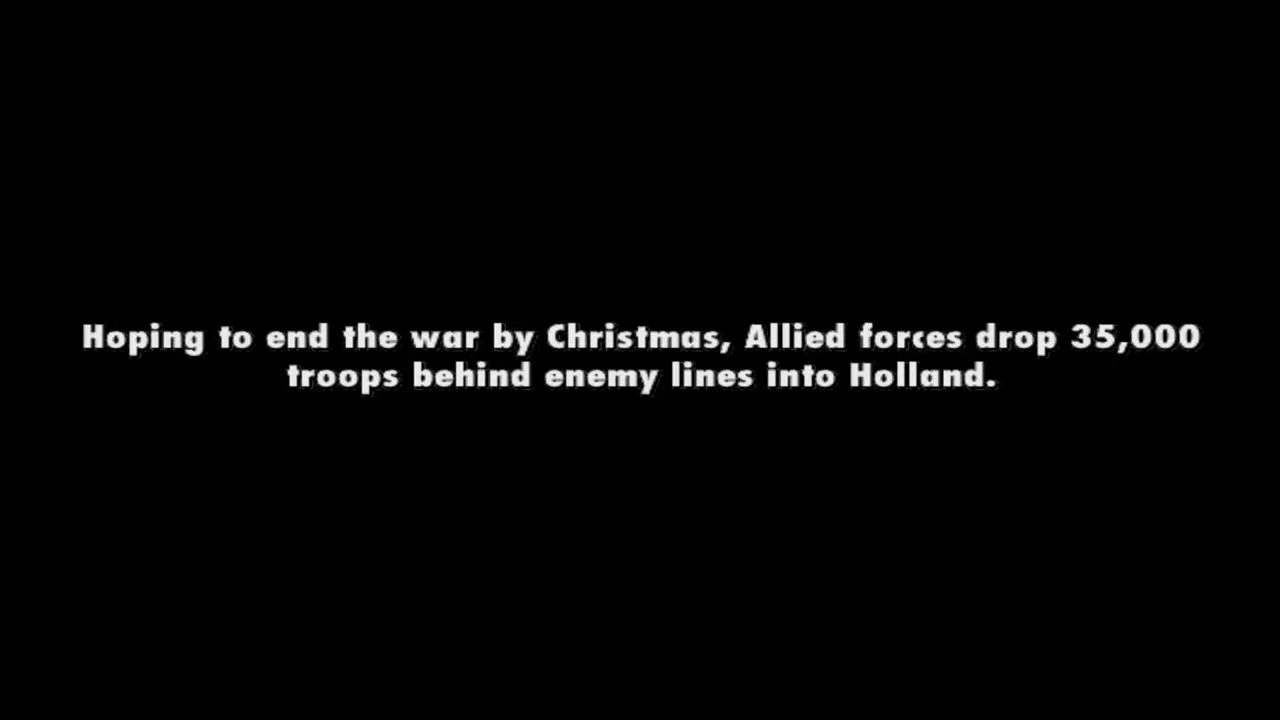 Hoping to end the war by Christmas, Allied forces drop 35,000
troops behind enemy lines into Holland.